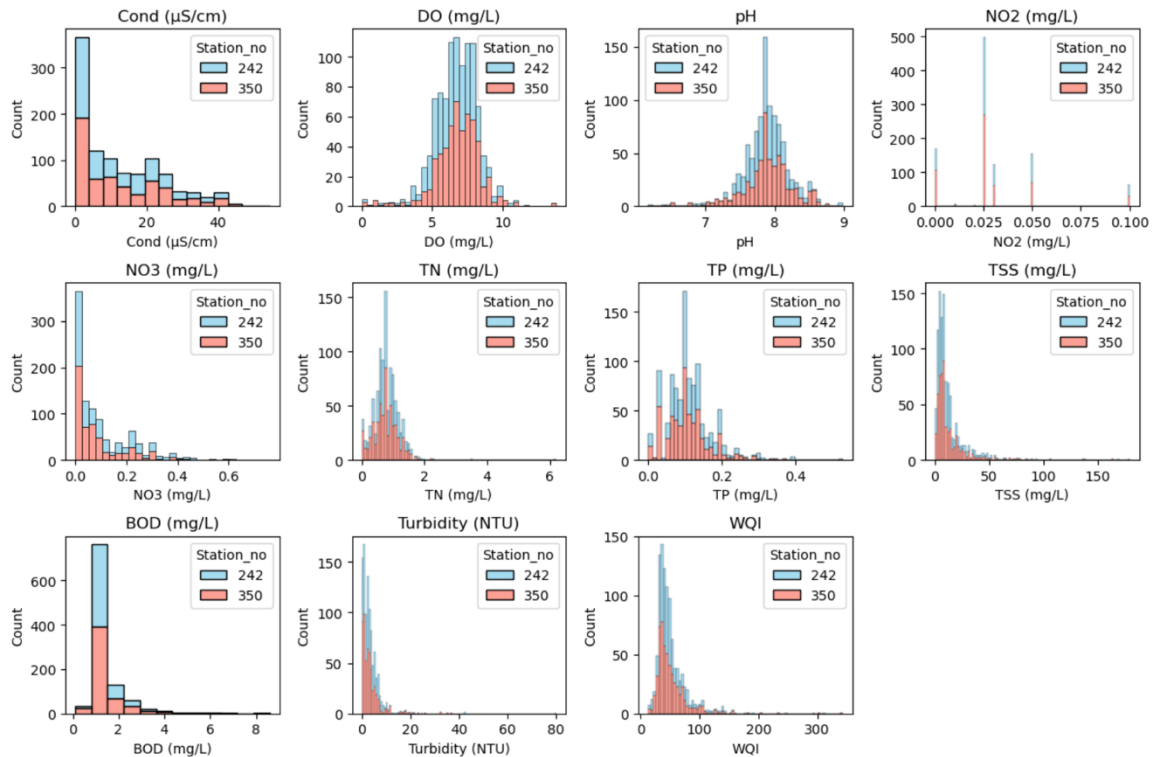 Cond (µS/cm)
Count
300
200
100
0
0
20
40
Cond (µS/cm)
Station_no
242
350
DO (mg/L)
Count
100
80
60
40
20
0
5
10
DO (mg/L)
Station_no
242
350
pH
Count
150
100
50
0
7
8
9
pH
Station_no
242
350
NO2 (mg/L)
Count
500
400
300
200
100
0
0.000
0.025
0.050
0.075
0.100
NO2 (mg/L)
Station_no
242
350
NO3 (mg/L)
Count
300
200
100
0
0.0
0.2
0.4
0.6
NO3 (mg/L)
Station_no
242
350
TN (mg/L)
Count
150
100
50
0
0
2
4
6
TN (mg/L)
Station_no
242
350
TP (mg/L)
Count
150
100
50
0
0.0
0.2
0.4
TP (mg/L)
Station_no
242
350
TSS (mg/L)
Count
150
100
50
0
0
50
100
150
TSS (mg/L)
Station_no
242
350
BOD (mg/L)
Count
600
400
200
0
0
2
4
6
8
BOD (mg/L)
Station_no
242
350
Turbidity (NTU)
Count
150
100
50
0
0
20
40
60
80
Turbidity (NTU)
Station_no
242
350
WQI
Count
150
100
50
0
0
100
200
300
WQI
Station_no
242
350